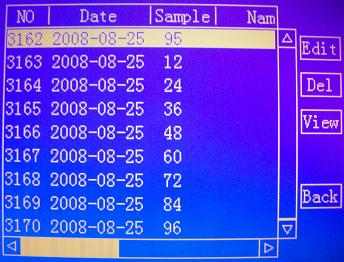 NO Date Sample Nam
3162 2008-08-25 95
3163 2008-08-25 12
3164 2008-08-25 24
3165 2008-08-25 36
3166 2008-08-25 48
3167 2008-08-25 60
3168 2008-08-25 72
3169 2008-08-25 84
3170 2008-08-25 96
Edit
Del
View
Back